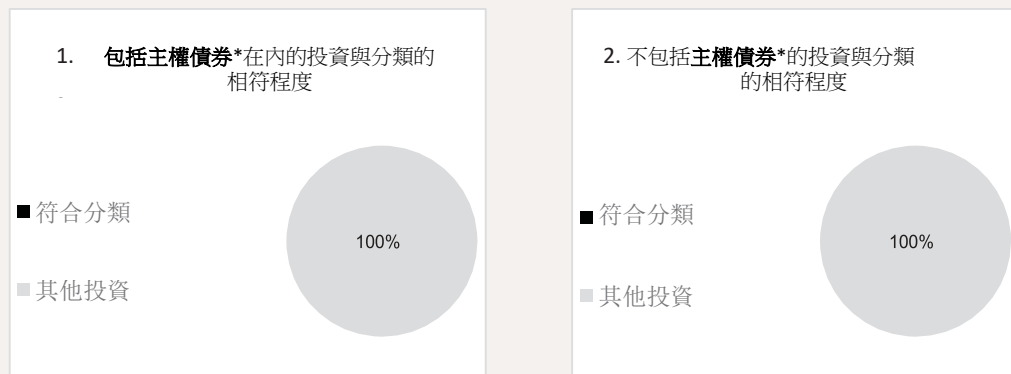 1. 包括主權債券*在內的投資與分類的
相符程度
符合分類
其他投資
100%
2. 不包括主權債券*的投資與分類
的相符程度
符合分類
其他投資
100%